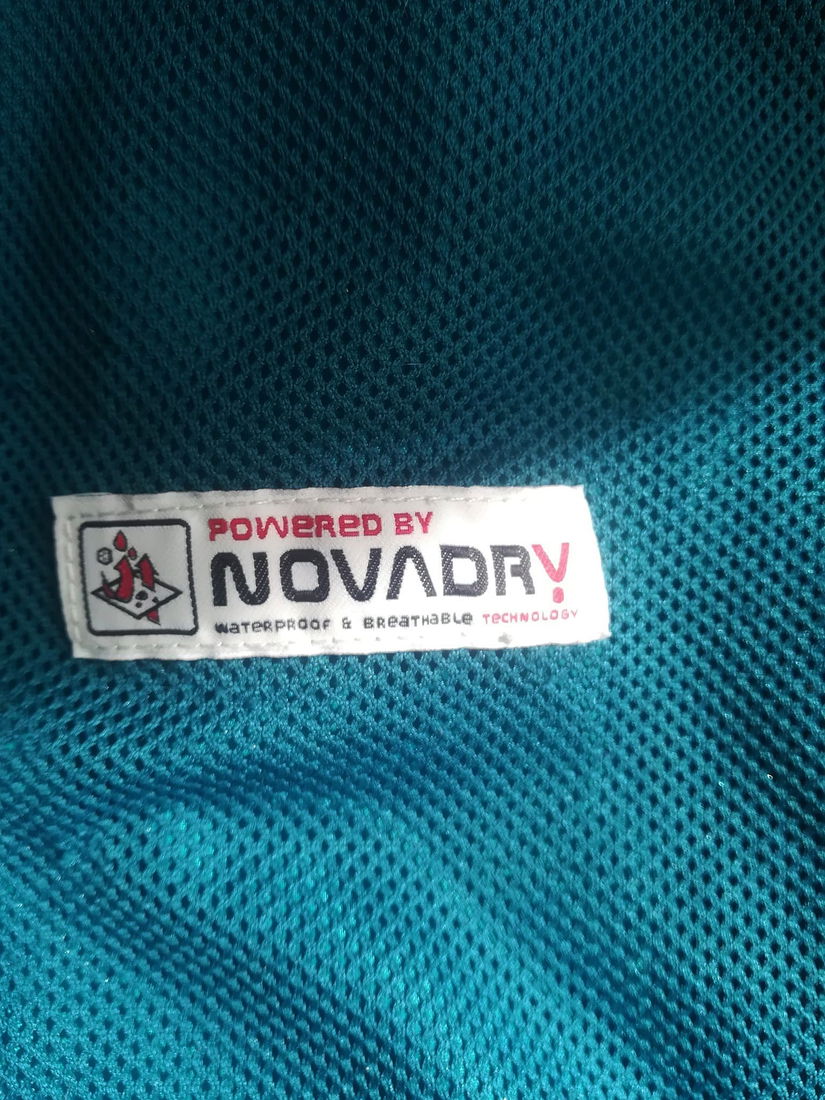 POWERED BY
NOVADRY
WATERPROOF & BREATHABLE TECHNOLOGY